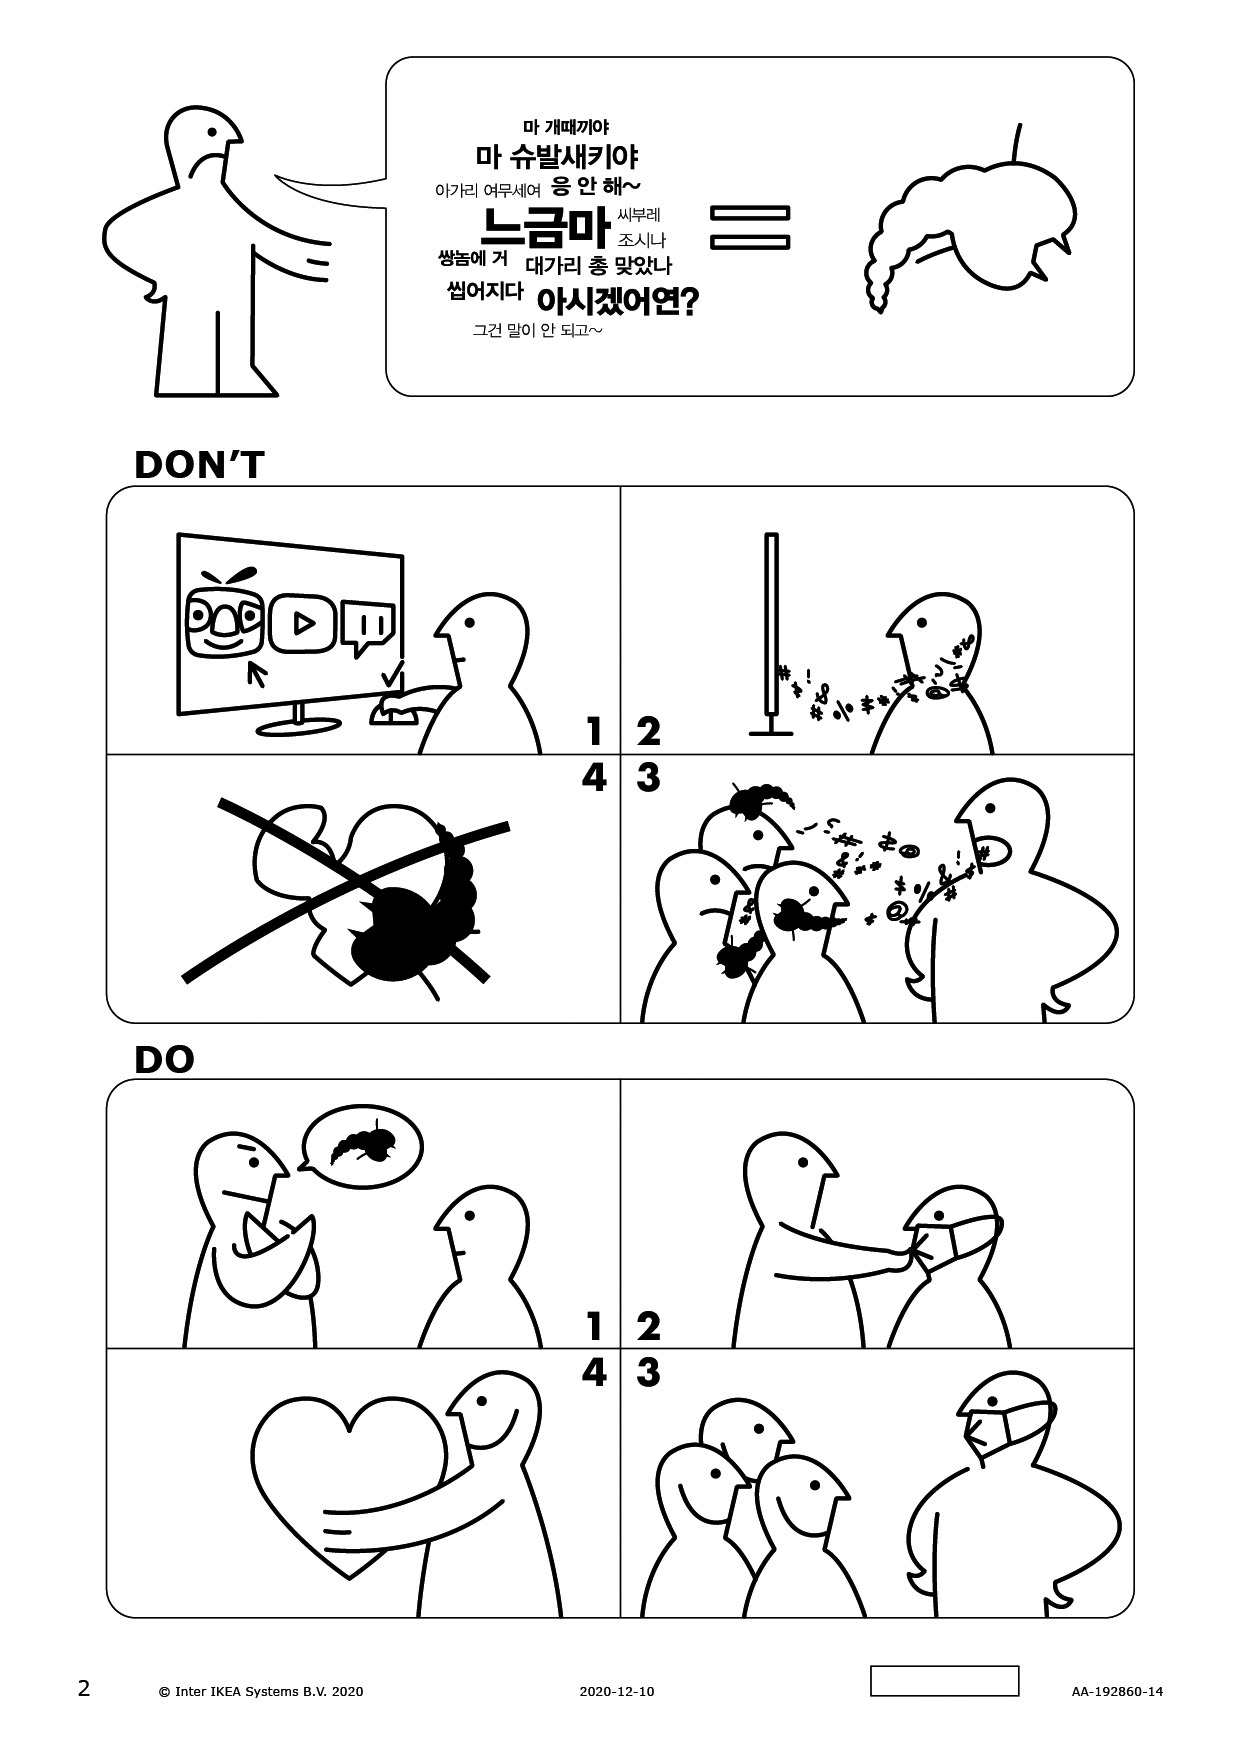 마 개때끼야
마 슈발새키야
아가리 여무세여 응 안 해~
느금마 씨부레
조시나
쌍놈에 거 대가리 총 맞았나
씹어지다 아시겠어연?
그건 말이 안 되고~
DON'T
1 2
4 3
DO
1 2
4 3
2 © Inter IKEA Systems B.V. 2020 2020-12-10 AA-192860-14